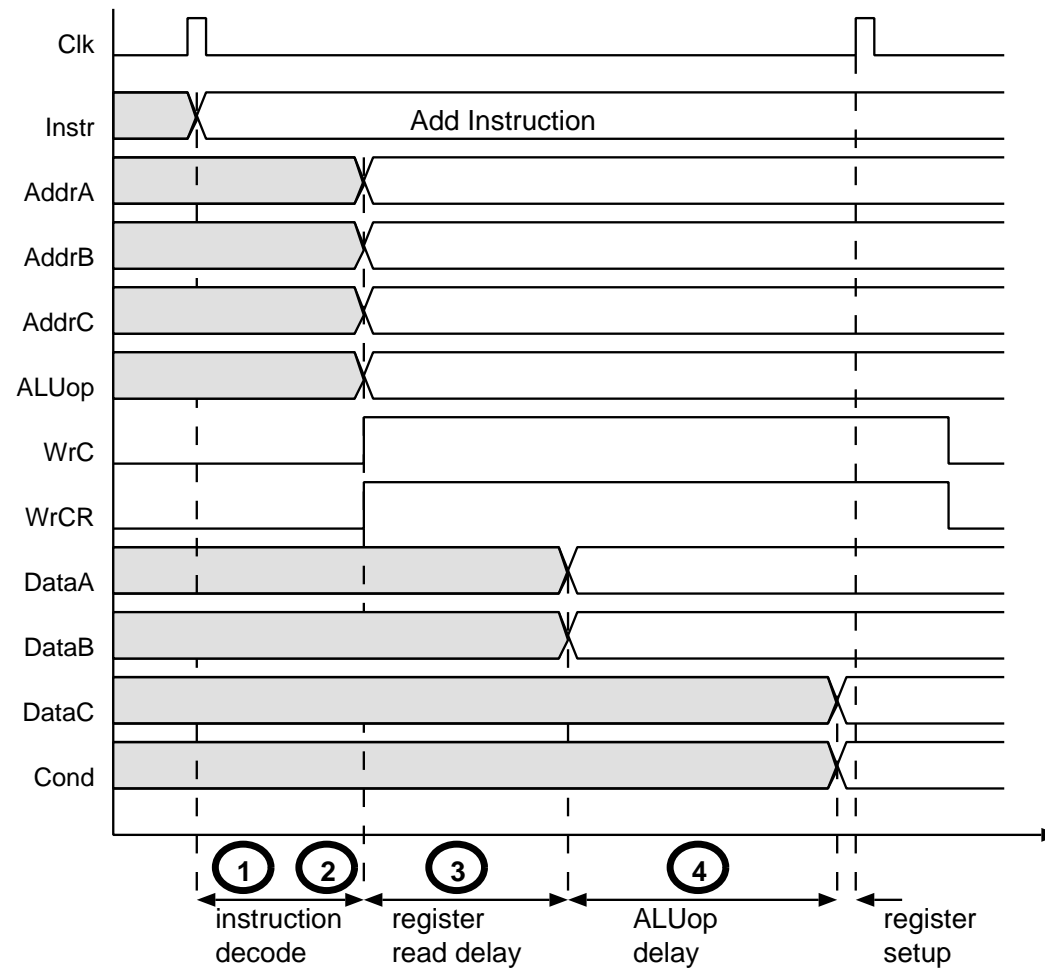 Clk
Instr
Add Instruction
AddrA
AddrB
AddrC
ALUop
WrC
WrCR
DataA
DataB
DataC
Cond
1 2 3 4
instruction register ALUop register
decode read delay delay setup